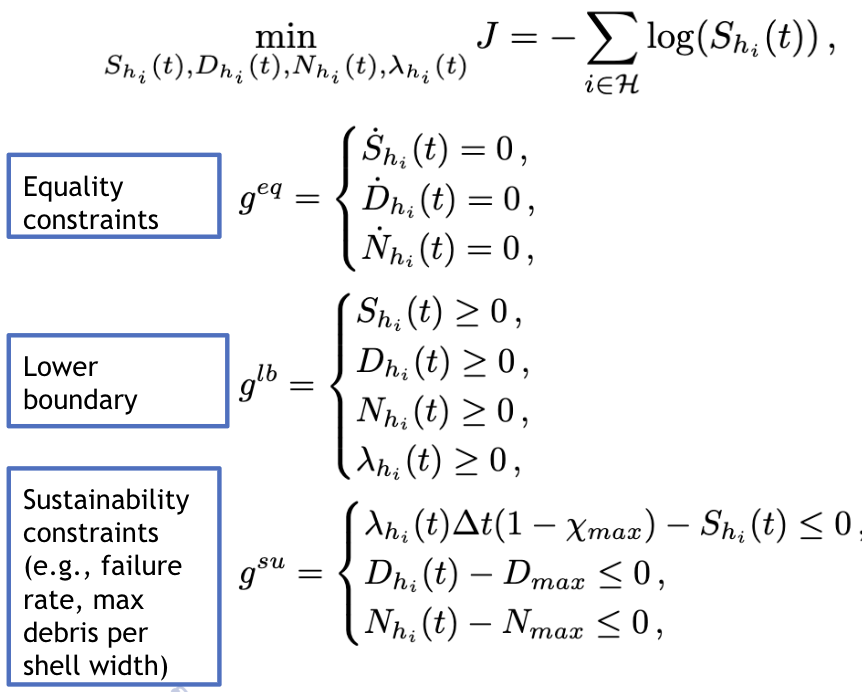 min J = − ∑ log(S_{h_i}(t)) ,
S_{h_i}(t),D_{h_i}(t),N_{h_i}(t),λ_{h_i}(t) i∈ℋ
Equality
constraints
g^{eq} = { Ṡ_{h_i}(t) = 0 ,
Ḋ_{h_i}(t) = 0 ,
Ṅ_{h_i}(t) = 0 ,
Lower
boundary
g^{lb} = { S_{h_i}(t) ≥ 0 ,
D_{h_i}(t) ≥ 0 ,
N_{h_i}(t) ≥ 0 ,
λ_{h_i}(t) ≥ 0 ,
Sustainability
constraints
(e.g., failure
rate, max
debris per
shell width)
g^{su} = { λ_{h_i}(t)Δt(1 − χ_{max}) − S_{h_i}(t) ≤ 0 ,
D_{h_i}(t) − D_{max} ≤ 0 ,
N_{h_i}(t) − N_{max} ≤ 0 ,